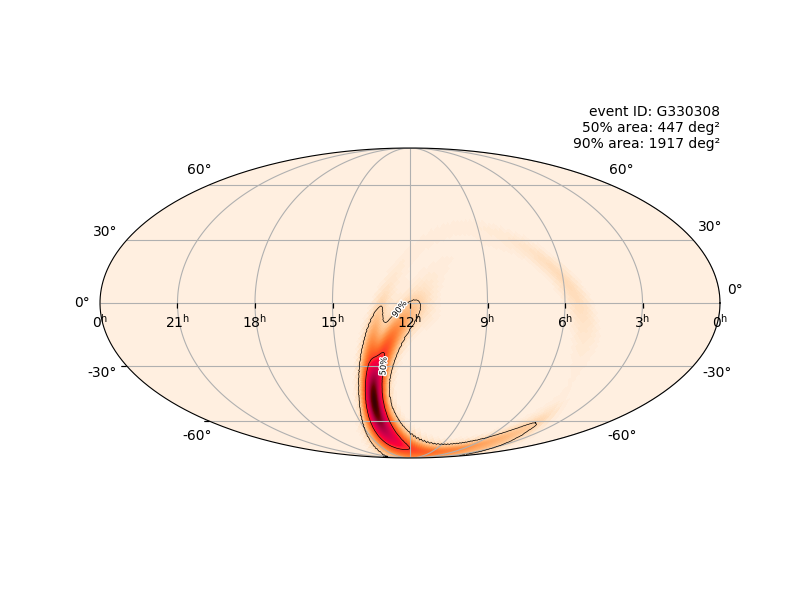 event ID: G330308
50% area: 447 deg²
90% area: 1917 deg²
60° 60°
30° 30°
0° 0°
90%
0h 21h 18h 15h 12h 9h 6h 3h 0h
50%
-30° -30°
-60° -60°